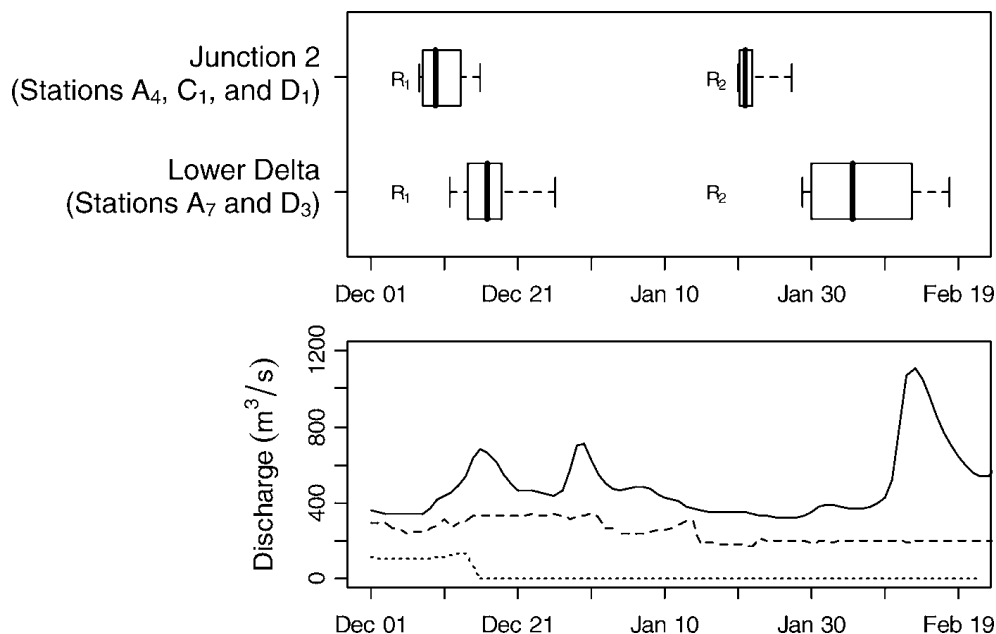 Junction 2
(Stations A₄, C₁, and D₁)
R₁
R₂
Lower Delta
(Stations A₇ and D₃)
R₁
R₂
Dec 01
Dec 21
Jan 10
Jan 30
Feb 19
Discharge (m³/s)
1200
800
400
0
Dec 01
Dec 21
Jan 10
Jan 30
Feb 19